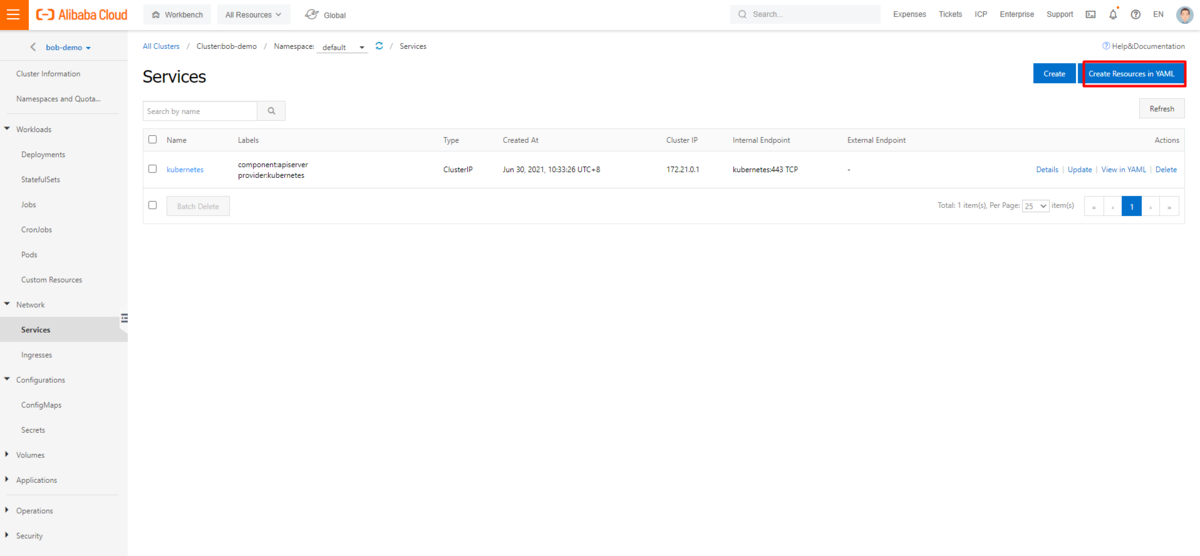 Alibaba Cloud
Workbench
All Resources
Global
Search...
Expenses
Tickets
ICP
Enterprise
Support
EN
bob-demo
Cluster Information
Namespaces and Quota...
Workloads
Deployments
StatefulSets
Jobs
CronJobs
Pods
Custom Resources
Network
Services
Ingresses
Configurations
ConfigMaps
Secrets
Volumes
Applications
Operations
Security
All Clusters / Cluster:bob-demo / Namespace: default / Services
Help&Documentation
Services
Create
Create Resources in YAML
Search by name
Refresh
Name Labels Type Created At Cluster IP Internal Endpoint External Endpoint Actions
kubernetes component:apiserver ClusterIP Jun 30, 2021, 10:33:26 UTC+8 172.21.0.1 kubernetes:443 TCP - Details | Update | View in YAML | Delete
provider:kubernetes
Batch Delete
Total: 1 item(s), Per Page: 25 item(s) « ‹ 1 › »